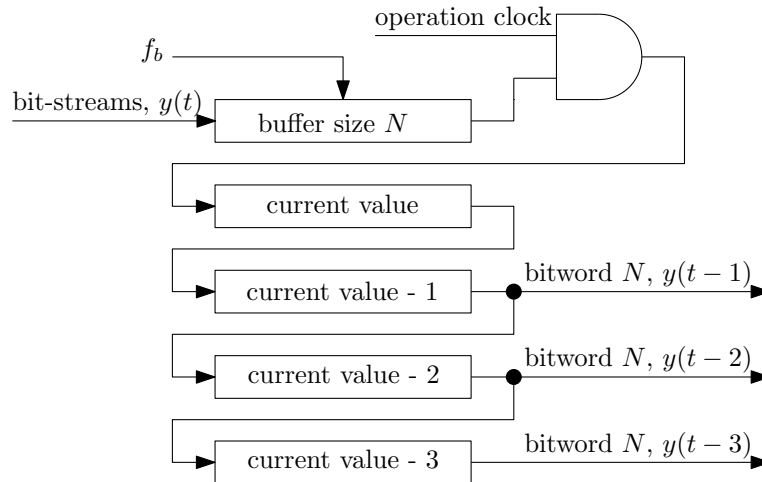 operation clock
f_b
bit-streams, y(t)
buffer size N
current value
current value - 1
bitword N, y(t − 1)
current value - 2
bitword N, y(t − 2)
current value - 3
bitword N, y(t − 3)